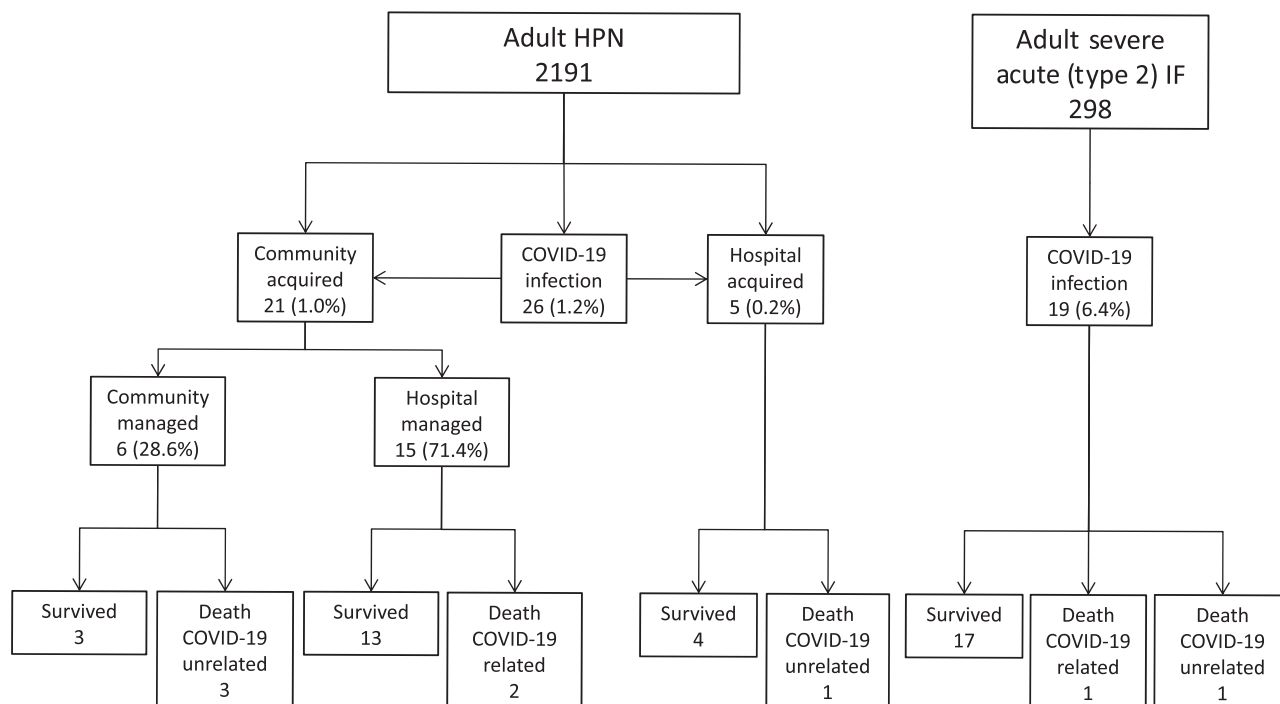 Adult HPN
2191
Adult severe
acute (type 2) IF
298
Community
acquired
21 (1.0%)
COVID-19
infection
26 (1.2%)
Hospital
acquired
5 (0.2%)
COVID-19
infection
19 (6.4%)
Community
managed
6 (28.6%)
Hospital
managed
15 (71.4%)
Survived
3
Death
COVID-19
unrelated
3
Survived
13
Death
COVID-19
related
2
Survived
4
Death
COVID-19
unrelated
1
Survived
17
Death
COVID-19
related
1
Death
COVID-19
unrelated
1